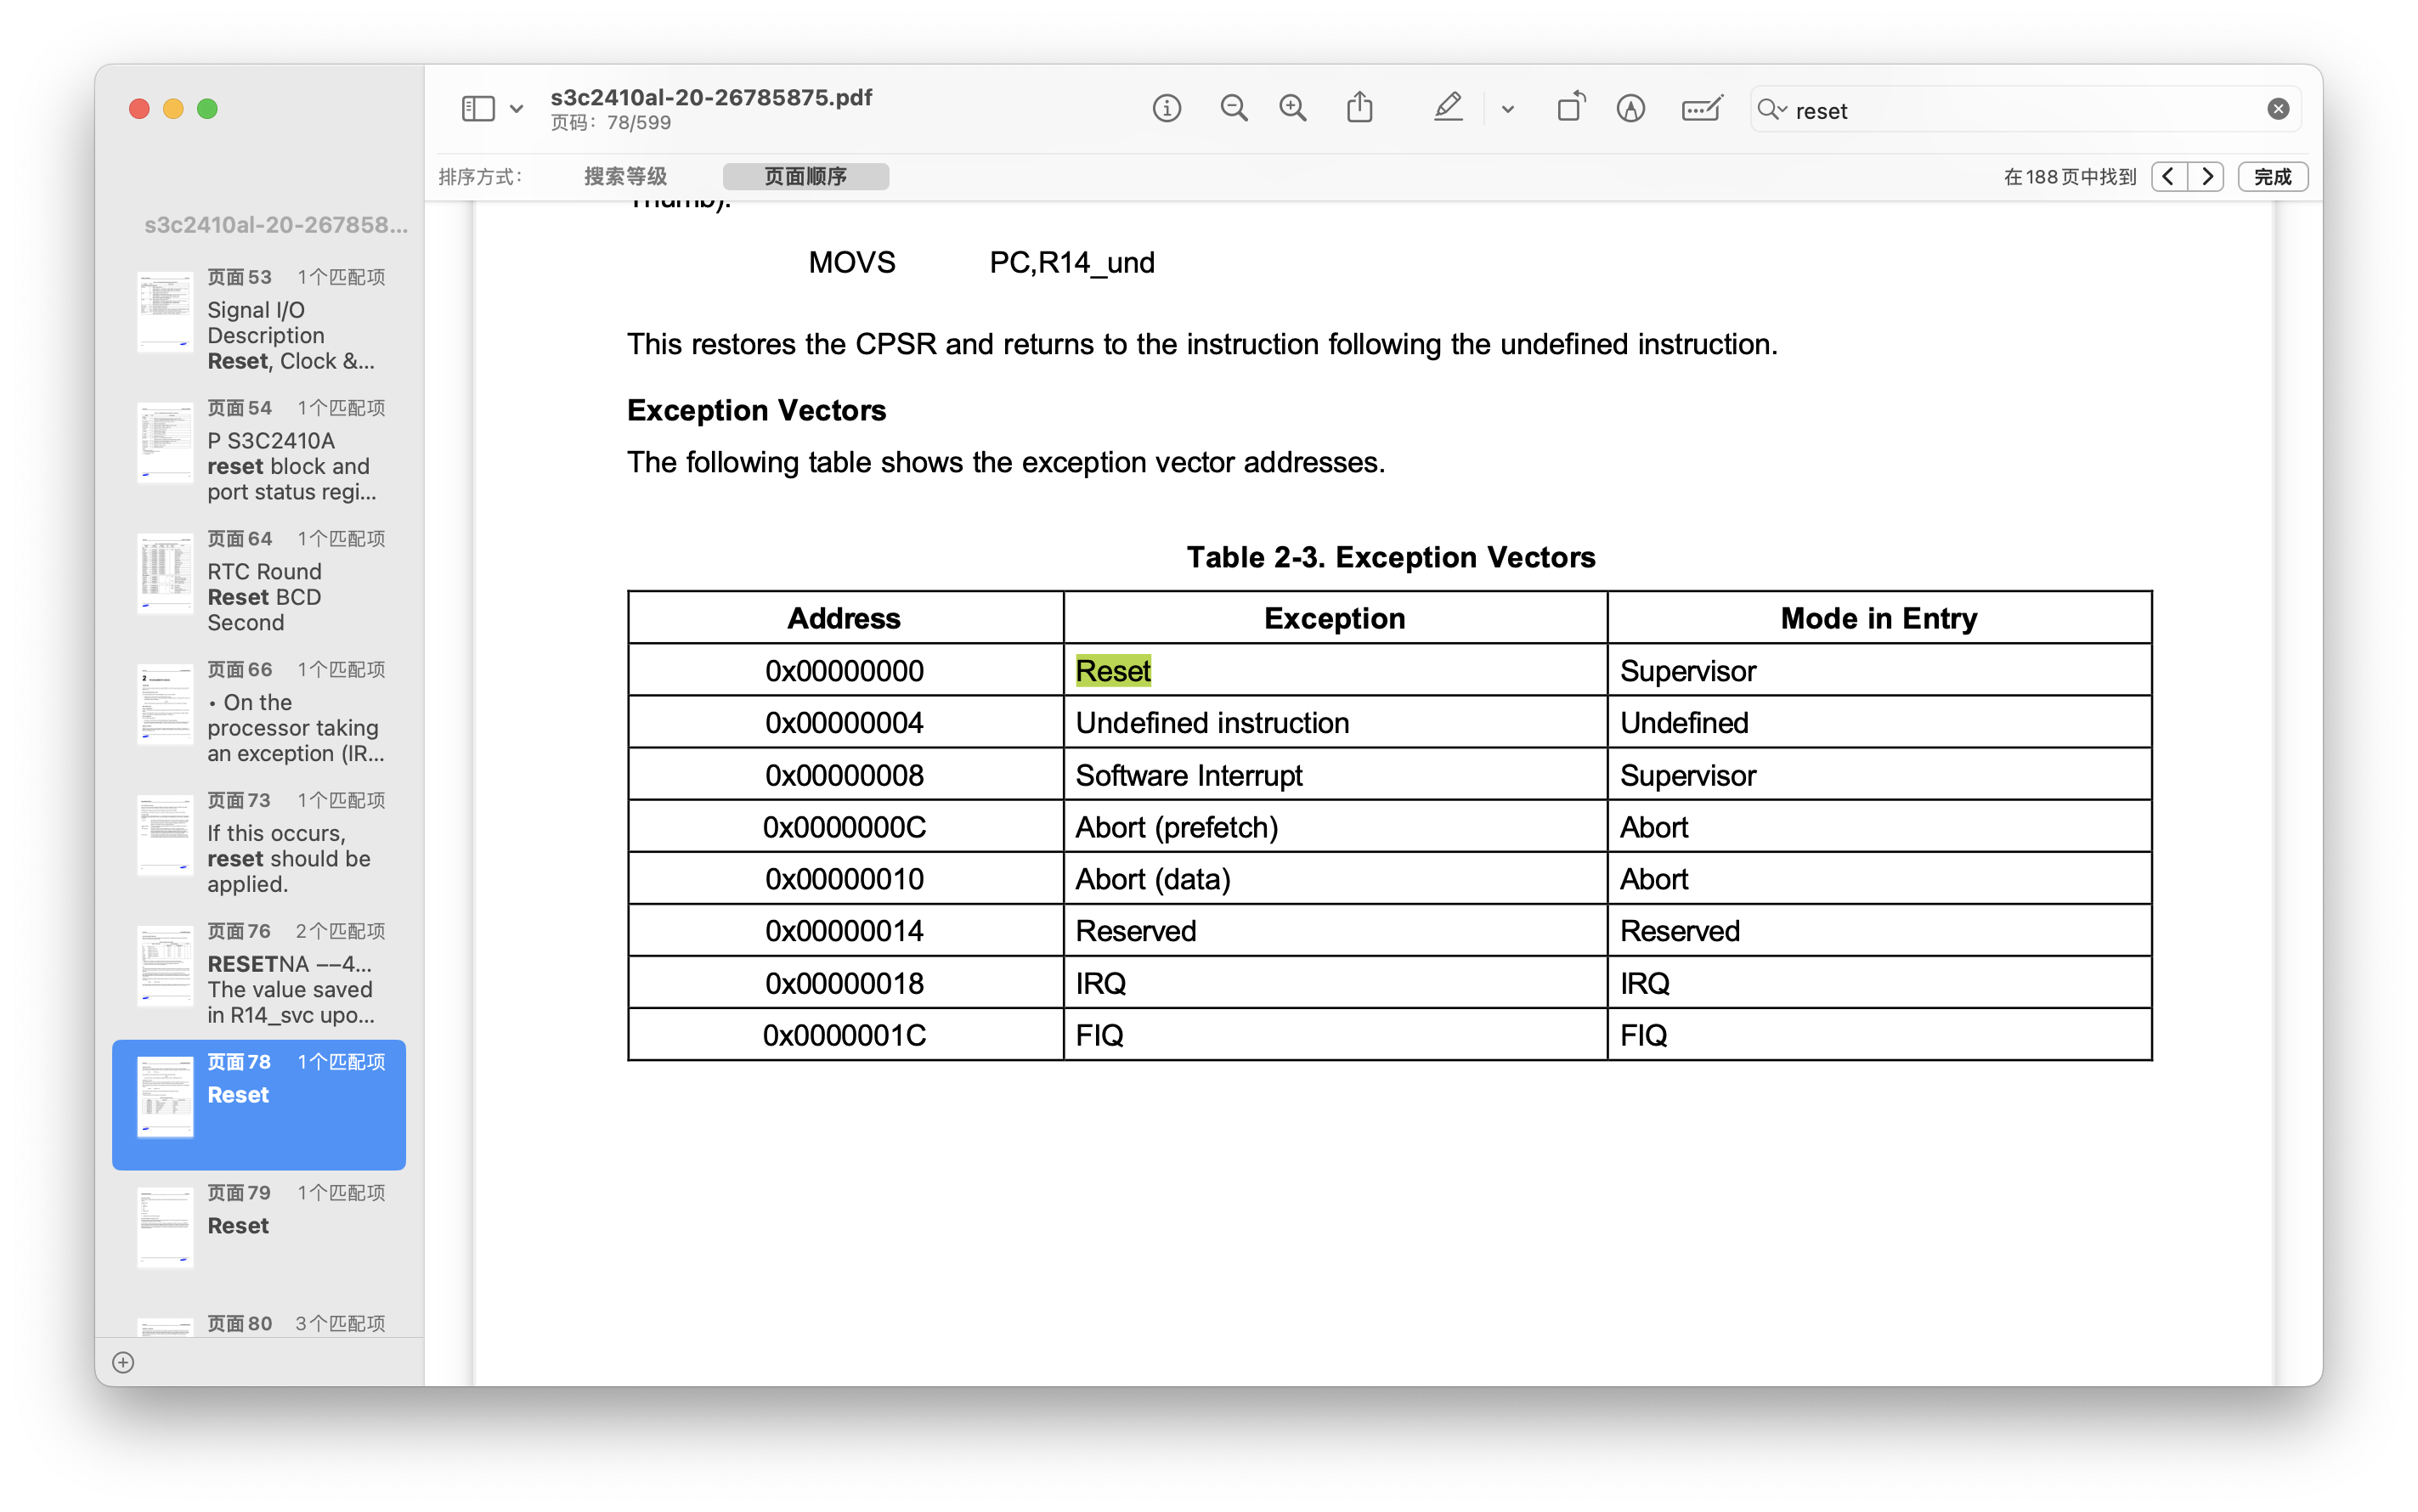 s3c2410al-20-26785875.pdf
页码：78/599
reset
排序方式：
搜索等级
页面顺序
在188页中找到
完成
s3c2410al-20-267858...
页面53 1个匹配项
Signal I/O
Description
Reset, Clock &...
页面54 1个匹配项
P S3C2410A
reset block and
port status regi...
页面64 1个匹配项
RTC Round
Reset BCD
Second
页面66 1个匹配项
• On the
processor taking
an exception (IR...
页面73 1个匹配项
If this occurs,
reset should be
applied.
页面76 2个匹配项
RESETNA ––4...
The value saved
in R14_svc upo...
页面78 1个匹配项
Reset
页面79 1个匹配项
Reset
页面80 3个匹配项
Thumb).
MOVS PC,R14_und
This restores the CPSR and returns to the instruction following the undefined instruction.
Exception Vectors
The following table shows the exception vector addresses.
Table 2-3. Exception Vectors
Address Exception Mode in Entry
0x00000000 Reset Supervisor
0x00000004 Undefined instruction Undefined
0x00000008 Software Interrupt Supervisor
0x0000000C Abort (prefetch) Abort
0x00000010 Abort (data) Abort
0x00000014 Reserved Reserved
0x00000018 IRQ IRQ
0x0000001C FIQ FIQ